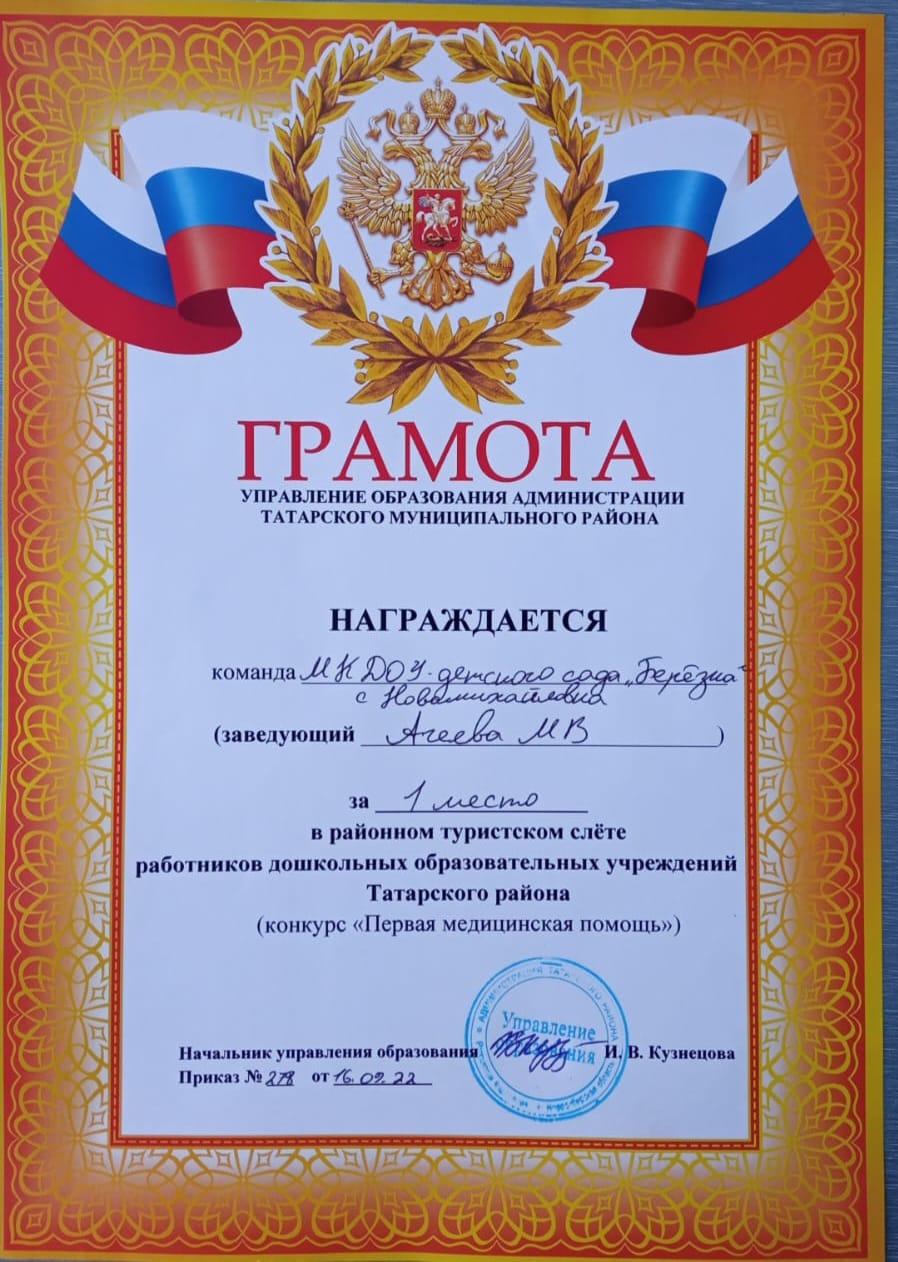 ГРАМОТА
УПРАВЛЕНИЕ ОБРАЗОВАНИЯ АДМИНИСТРАЦИИ
ТАТАРСКОГО МУНИЦИПАЛЬНОГО РАЙОНА
НАГРАЖДАЕТСЯ
команда МКДОУ-детского сада „Берёзка"
с Новомихайловка
(заведующий Агеева МВ)
за 1 место
в районном туристском слёте
работников дошкольных образовательных учреждений
Татарского района
(конкурс «Первая медицинская помощь»)
Управление
образования
Начальник управления образования И. В. Кузнецова
Приказ № 278 от 16.09.22